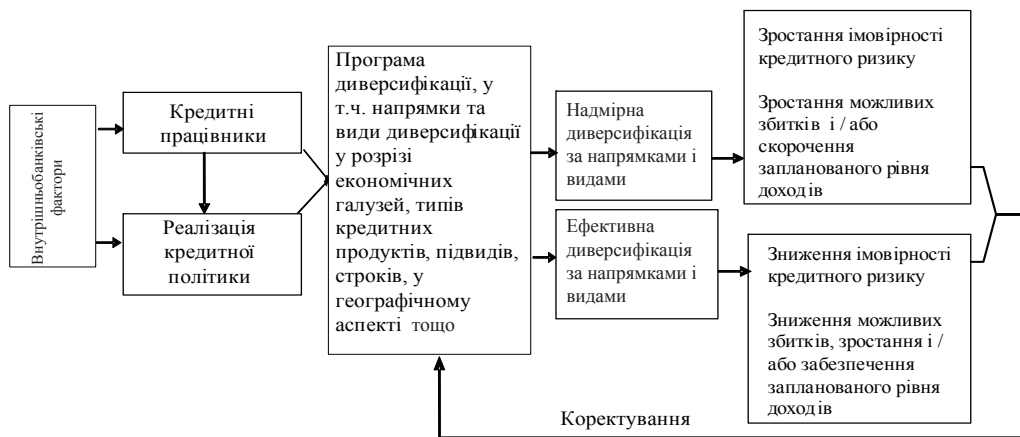 Внутрішньобанківські
фактори
Кредитні
працівники
Реалізація
кредитної
політики
Програма
диверсифікації, у
т.ч. напрямки та
види диверсифікації
у розрізі
економічних
галузей, типів
кредитних
продуктів, підвидів,
строків, у
географічному
аспекті тощо
Надмірна
диверсифікація
за напрямками і
видами
Ефективна
диверсифікація
за напрямками і
видами
Зростання імовірності
кредитного ризику
Зростання можливих
збитків і / або
скорочення
запланованого рівня
доходів
Зниження імовірності
кредитного ризику
Зниження можливих
збитків, зростання і /
або забезпечення
запланованого рівня
доходів
Коректування